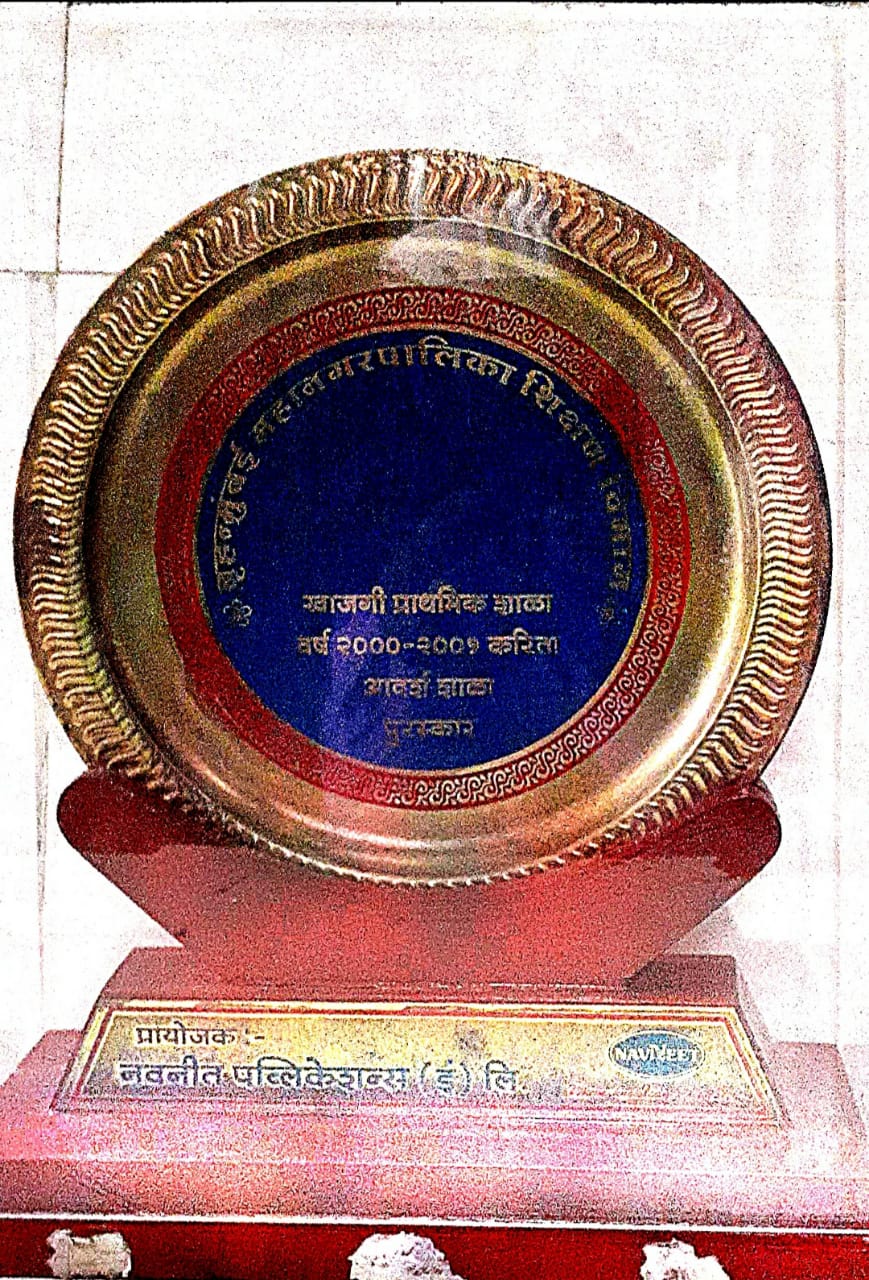 बृहन्मुंबई महानगरपालिका शिक्षण विभाग
खाजगी प्राथमिक शाळा
वर्ष २०००-२००१ करिता
आदर्श शाळा
पुरस्कार
प्रायोजक :-
नवनीत पब्लिकेशन्स (इं) लि.
NAVNEET